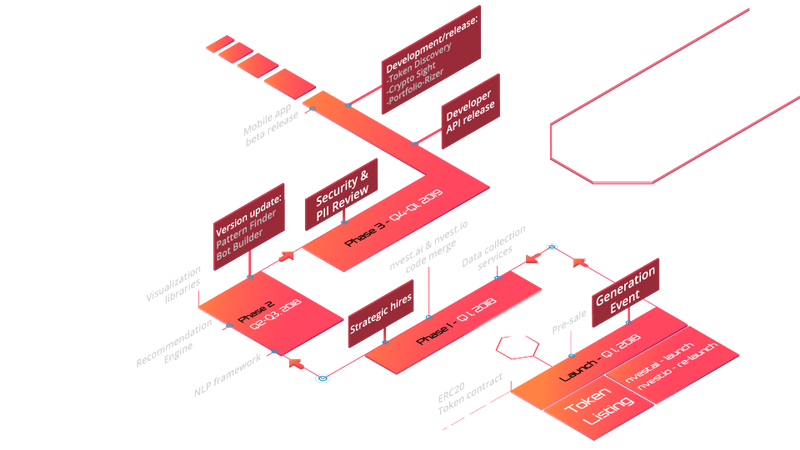 Development/release:
-Token Discovery
-Crypto Sight
-Portfolio-Rizer
Mobile app
beta release
Developer
API release
Security &
PII Review
Phase 3 - Q4-Q1, 2019
Version update:
Pattern Finder
Bot Builder
nvest.ai & nvest.io
code merge
Data collection
services
Visualization
libraries
Phase 2
Q2-Q3, 2018
Generation
Event
Strategic hires
Phase 1 - Q1, 2018
Recommendation
Engine
Pre-sale
NLP framework
Launch - Q1, 2018
nvest.ai - launch
nvest.io - re-launch
ERC20
Token contract
Token
Listing